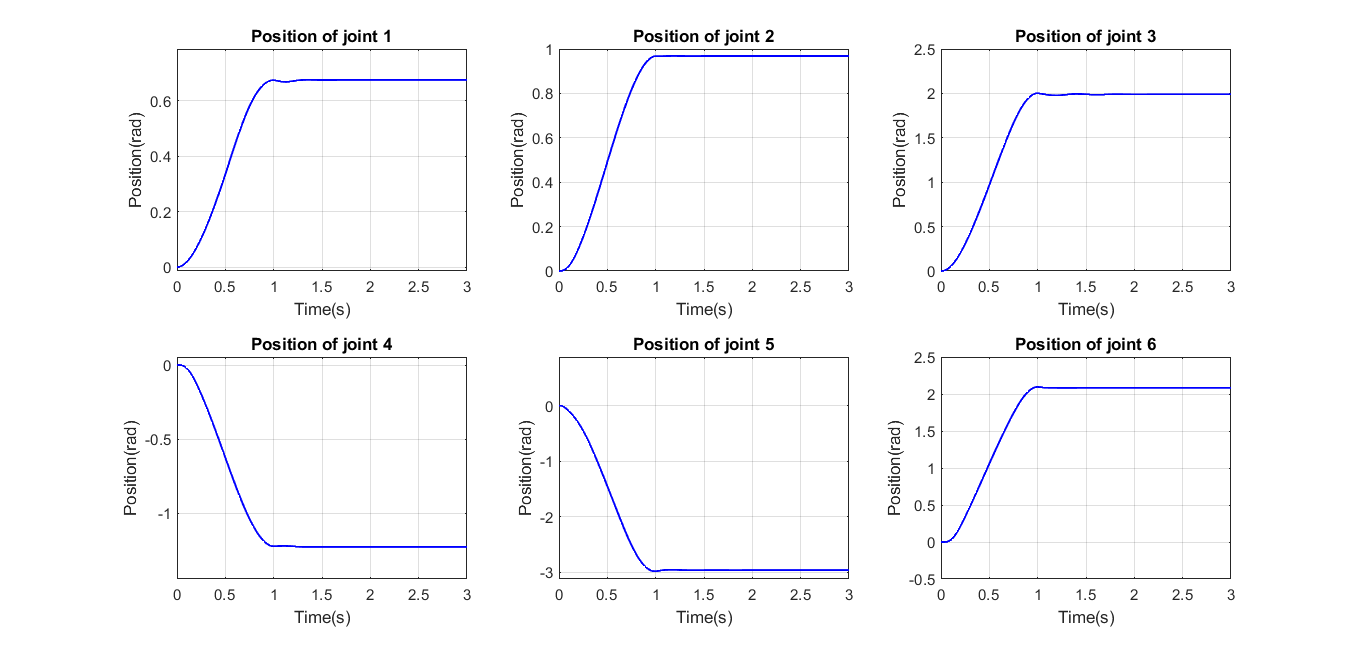 Position of joint 1
Position(rad)
0.6
0.4
0.2
0
0 0.5 1 1.5 2 2.5 3
Time(s)
Position of joint 2
Position(rad)
1
0.8
0.6
0.4
0.2
0
0 0.5 1 1.5 2 2.5 3
Time(s)
Position of joint 3
Position(rad)
2.5
2
1.5
1
0.5
0
0 0.5 1 1.5 2 2.5 3
Time(s)
Position of joint 4
Position(rad)
0
-0.5
-1
0 0.5 1 1.5 2 2.5 3
Time(s)
Position of joint 5
Position(rad)
0
-1
-2
-3
0 0.5 1 1.5 2 2.5 3
Time(s)
Position of joint 6
Position(rad)
2.5
2
1.5
1
0.5
0
-0.5
0 0.5 1 1.5 2 2.5 3
Time(s)